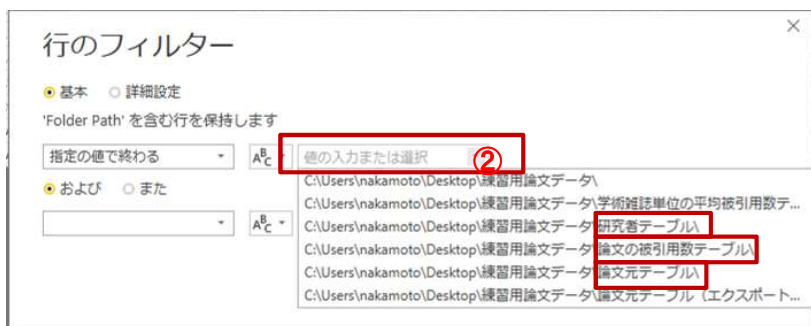 行のフィルター
基本 詳細設定
'Folder Path' を含む行を保持します
指定の値で終わる ABC 値の入力または選択 ②
C:\Users\nakamoto\Desktop\練習用論文データ\
および また C:\Users\nakamoto\Desktop\練習用論文データ\学術雑誌単位の平均被引用数テ...
ABC C:\Users\nakamoto\Desktop\練習用論文データ\研究者テーブル\
C:\Users\nakamoto\Desktop\練習用論文データ\論文の被引用数テーブル\
C:\Users\nakamoto\Desktop\練習用論文データ\論文元テーブル\
C:\Users\nakamoto\Desktop\練習用論文データ\論文元テーブル（エクスポート...